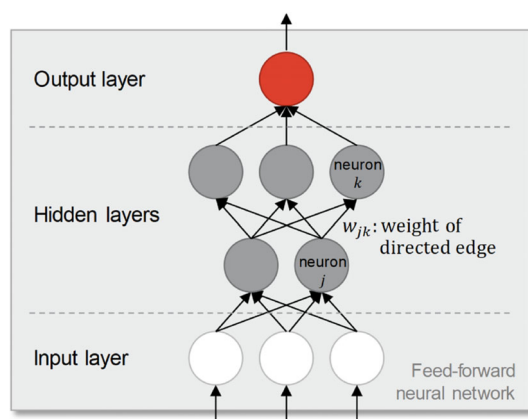 Output layer
neuron
k
Hidden layers
w_jk: weight of
directed edge
neuron
j
Input layer
Feed-forward
neural network